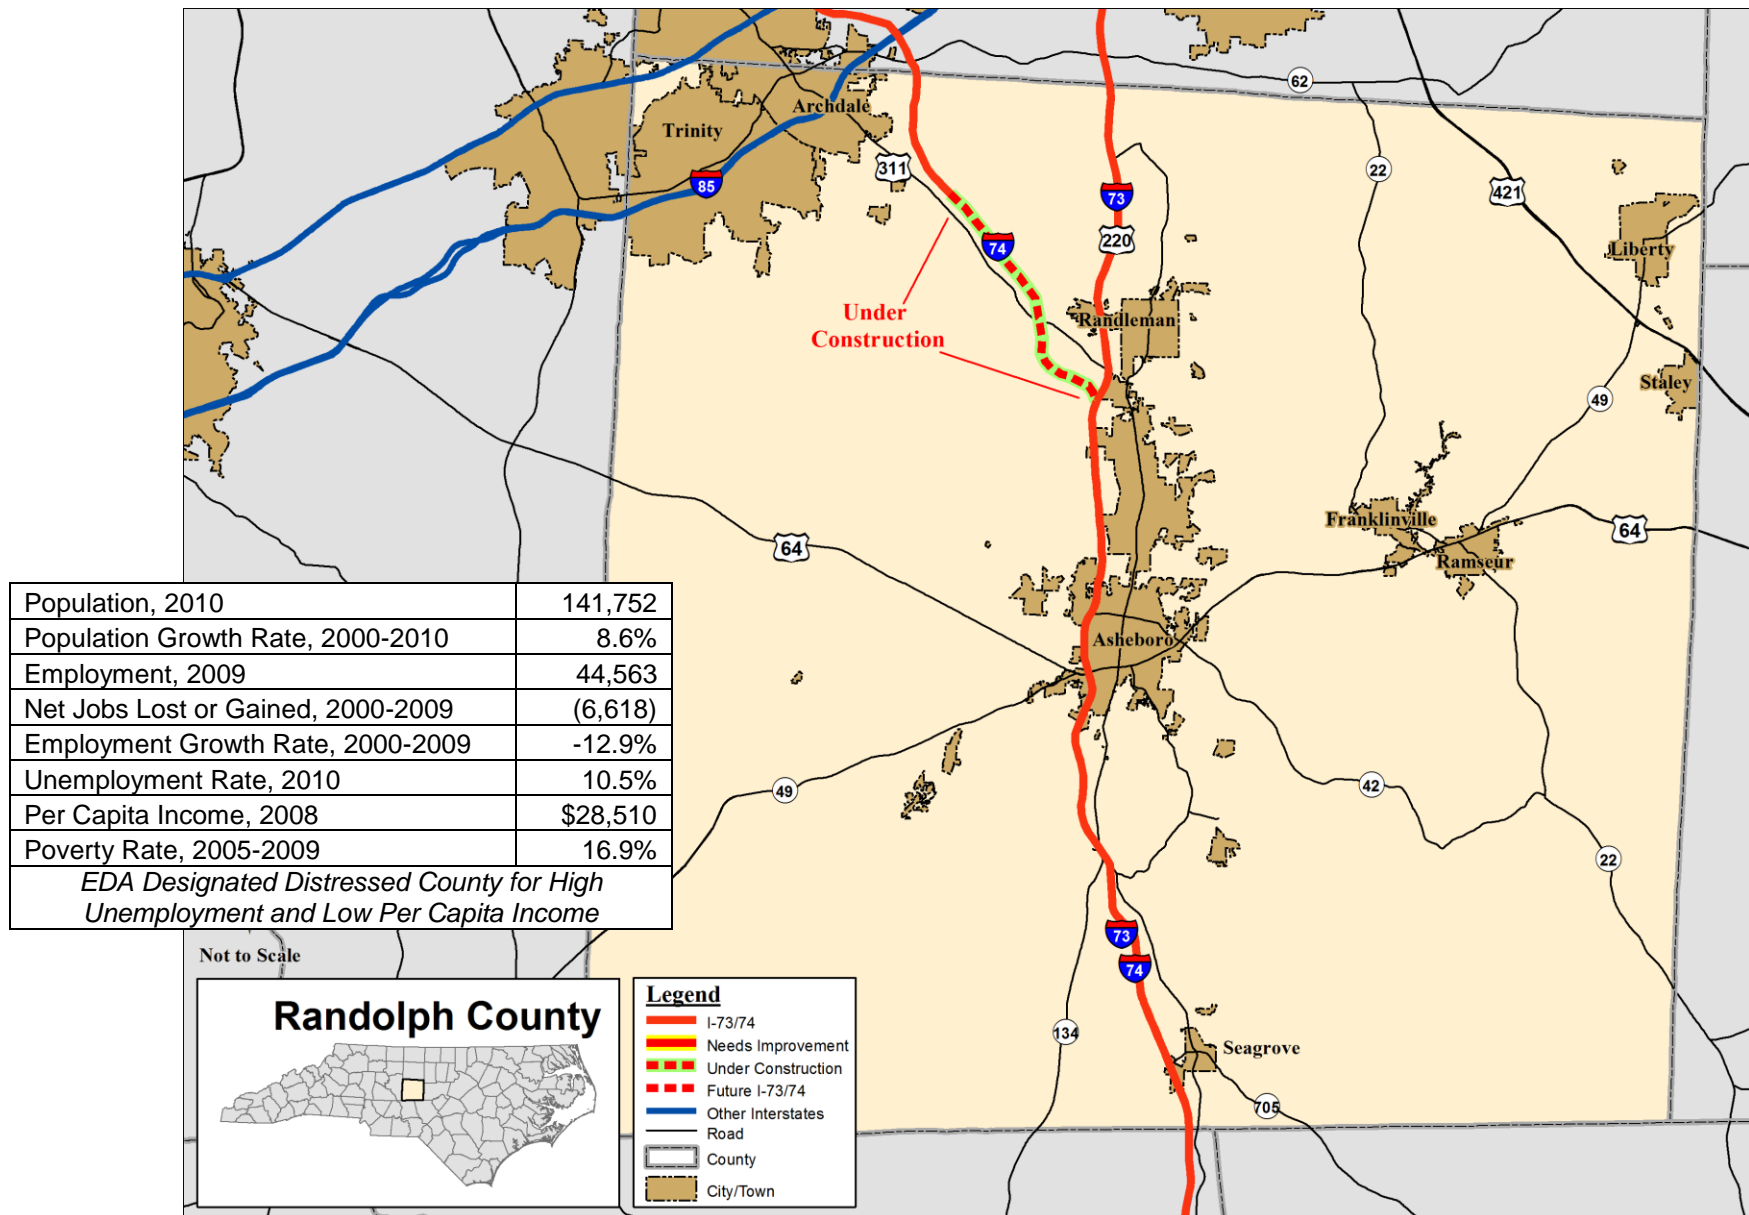 62
Archdale
Trinity
311
22
85
73
421
220
74
Liberty
Under
Construction
Randleman
Staley
49
Franklinville
64
64
Ramseur
Population, 2010 141,752
Population Growth Rate, 2000-2010 8.6%
Employment, 2009 44,563
Net Jobs Lost or Gained, 2000-2009 (6,618)
Employment Growth Rate, 2000-2009 -12.9%
Unemployment Rate, 2010 10.5%
Per Capita Income, 2008 $28,510
Poverty Rate, 2005-2009 16.9%
EDA Designated Distressed County for High
Unemployment and Low Per Capita Income
Asheboro
49
42
22
73
74
134
Seagrove
705
Not to Scale
Randolph County
Legend
I-73/74
Needs Improvement
Under Construction
Future I-73/74
Other Interstates
Road
County
City/Town